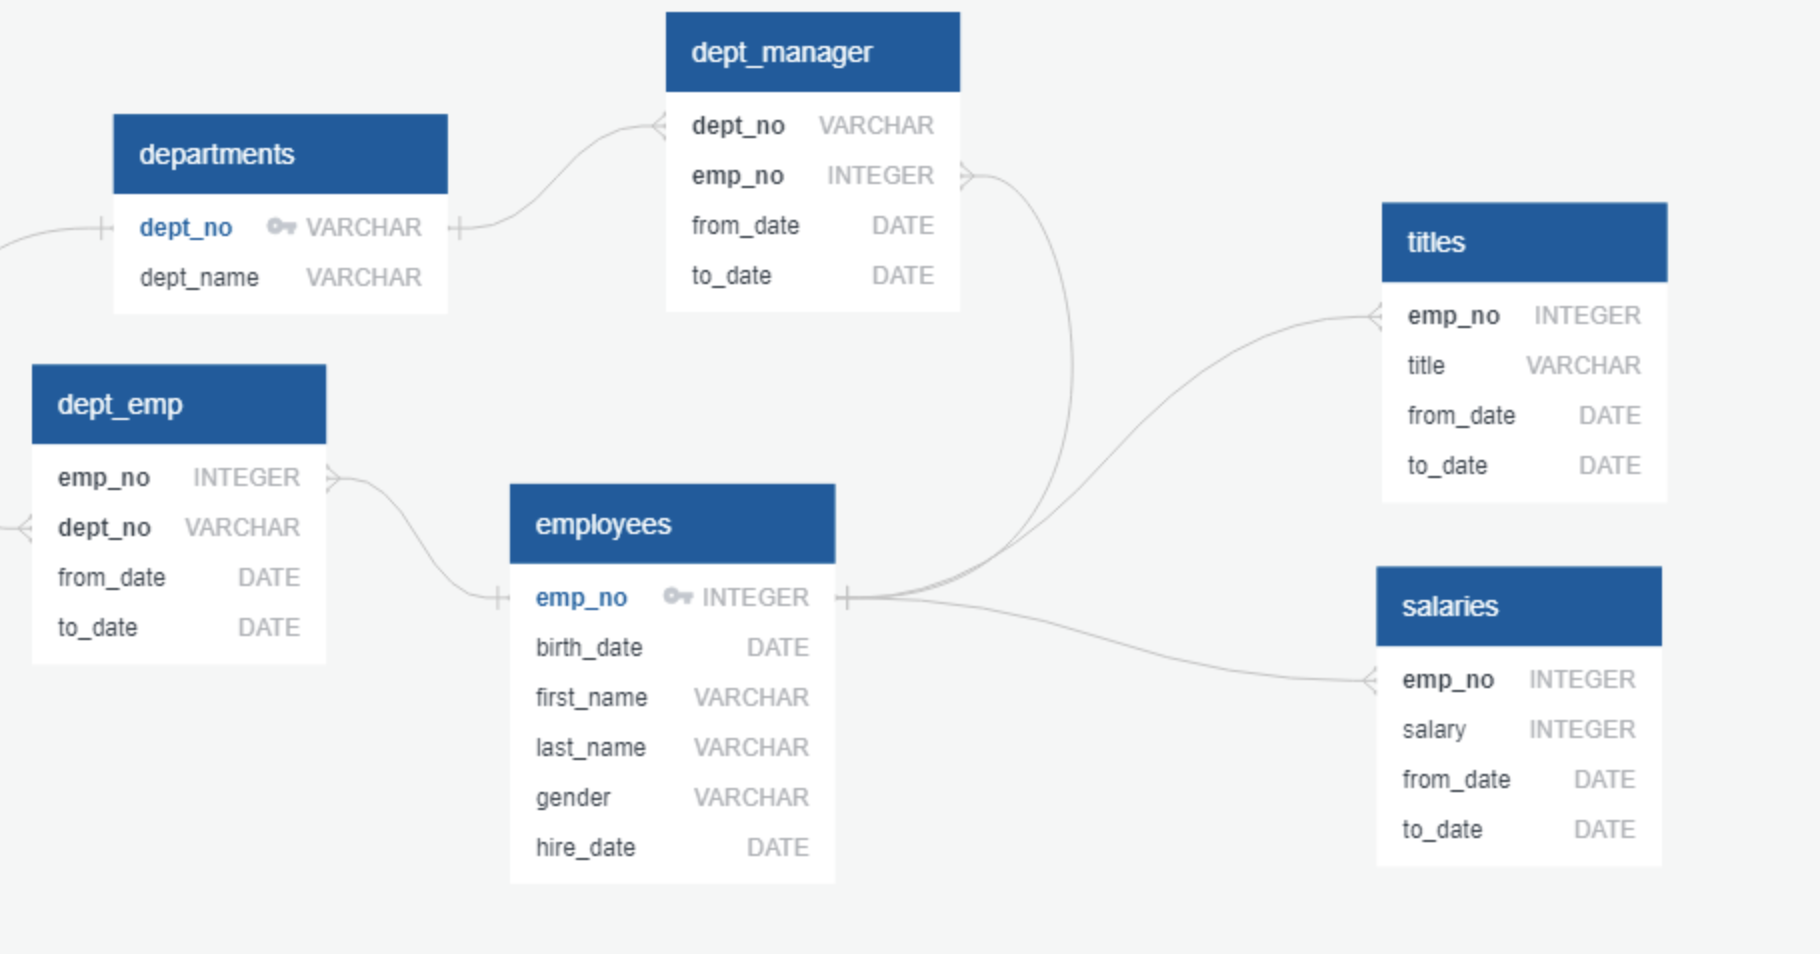 dept_manager
dept_no VARCHAR
emp_no INTEGER
from_date DATE
to_date DATE
departments
dept_no VARCHAR
dept_name VARCHAR
titles
emp_no INTEGER
title VARCHAR
from_date DATE
to_date DATE
dept_emp
emp_no INTEGER
dept_no VARCHAR
from_date DATE
to_date DATE
employees
emp_no INTEGER
birth_date DATE
first_name VARCHAR
last_name VARCHAR
gender VARCHAR
hire_date DATE
salaries
emp_no INTEGER
salary INTEGER
from_date DATE
to_date DATE